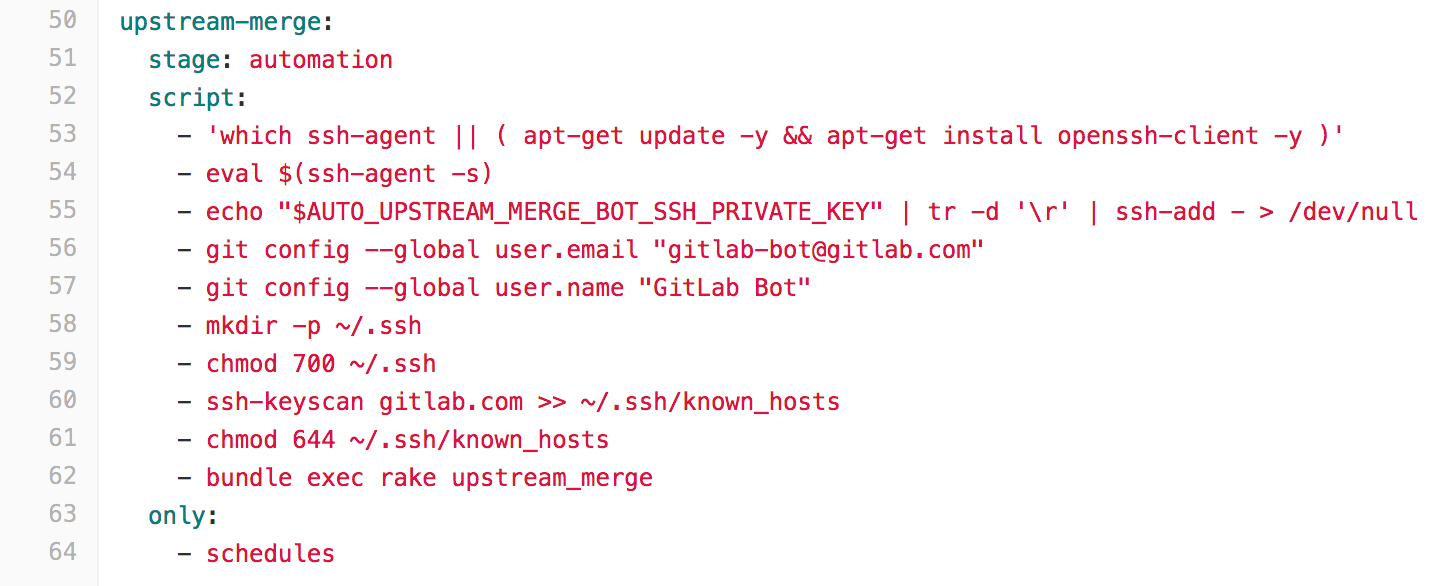 50 upstream-merge:
51   stage: automation
52   script:
53     - 'which ssh-agent || ( apt-get update -y && apt-get install openssh-client -y )'
54     - eval $(ssh-agent -s)
55     - echo "$AUTO_UPSTREAM_MERGE_BOT_SSH_PRIVATE_KEY" | tr -d '\r' | ssh-add - > /dev/null
56     - git config --global user.email "gitlab-bot@gitlab.com"
57     - git config --global user.name "GitLab Bot"
58     - mkdir -p ~/.ssh
59     - chmod 700 ~/.ssh
60     - ssh-keyscan gitlab.com >> ~/.ssh/known_hosts
61     - chmod 644 ~/.ssh/known_hosts
62     - bundle exec rake upstream_merge
63   only:
64     - schedules